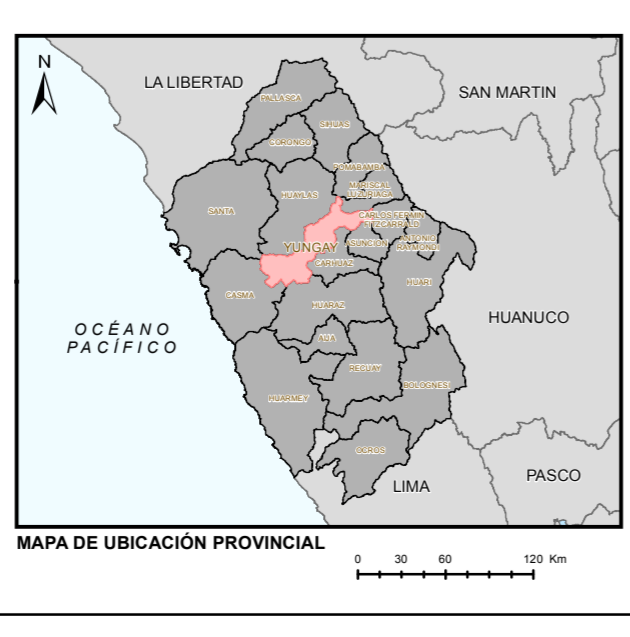 N
LA LIBERTAD
SAN MARTIN
PALLASCA
SIHUAS
CORONGO
POMABAMBA
MARISCAL
LUZURIAGA
HUAYLAS
SANTA
CARLOS FERMIN
FITZCARRALD
YUNGAY
ASUNCION
ANTONIO
RAYMONDI
CARHUAZ
HUARI
CASMA
HUARAZ
HUANUCO
OCÉANO
PACÍFICO
AIJA
RECUAY
BOLOGNESI
HUARMEY
OCROS
PASCO
LIMA
MAPA DE UBICACIÓN PROVINCIAL
0 30 60 120 Km